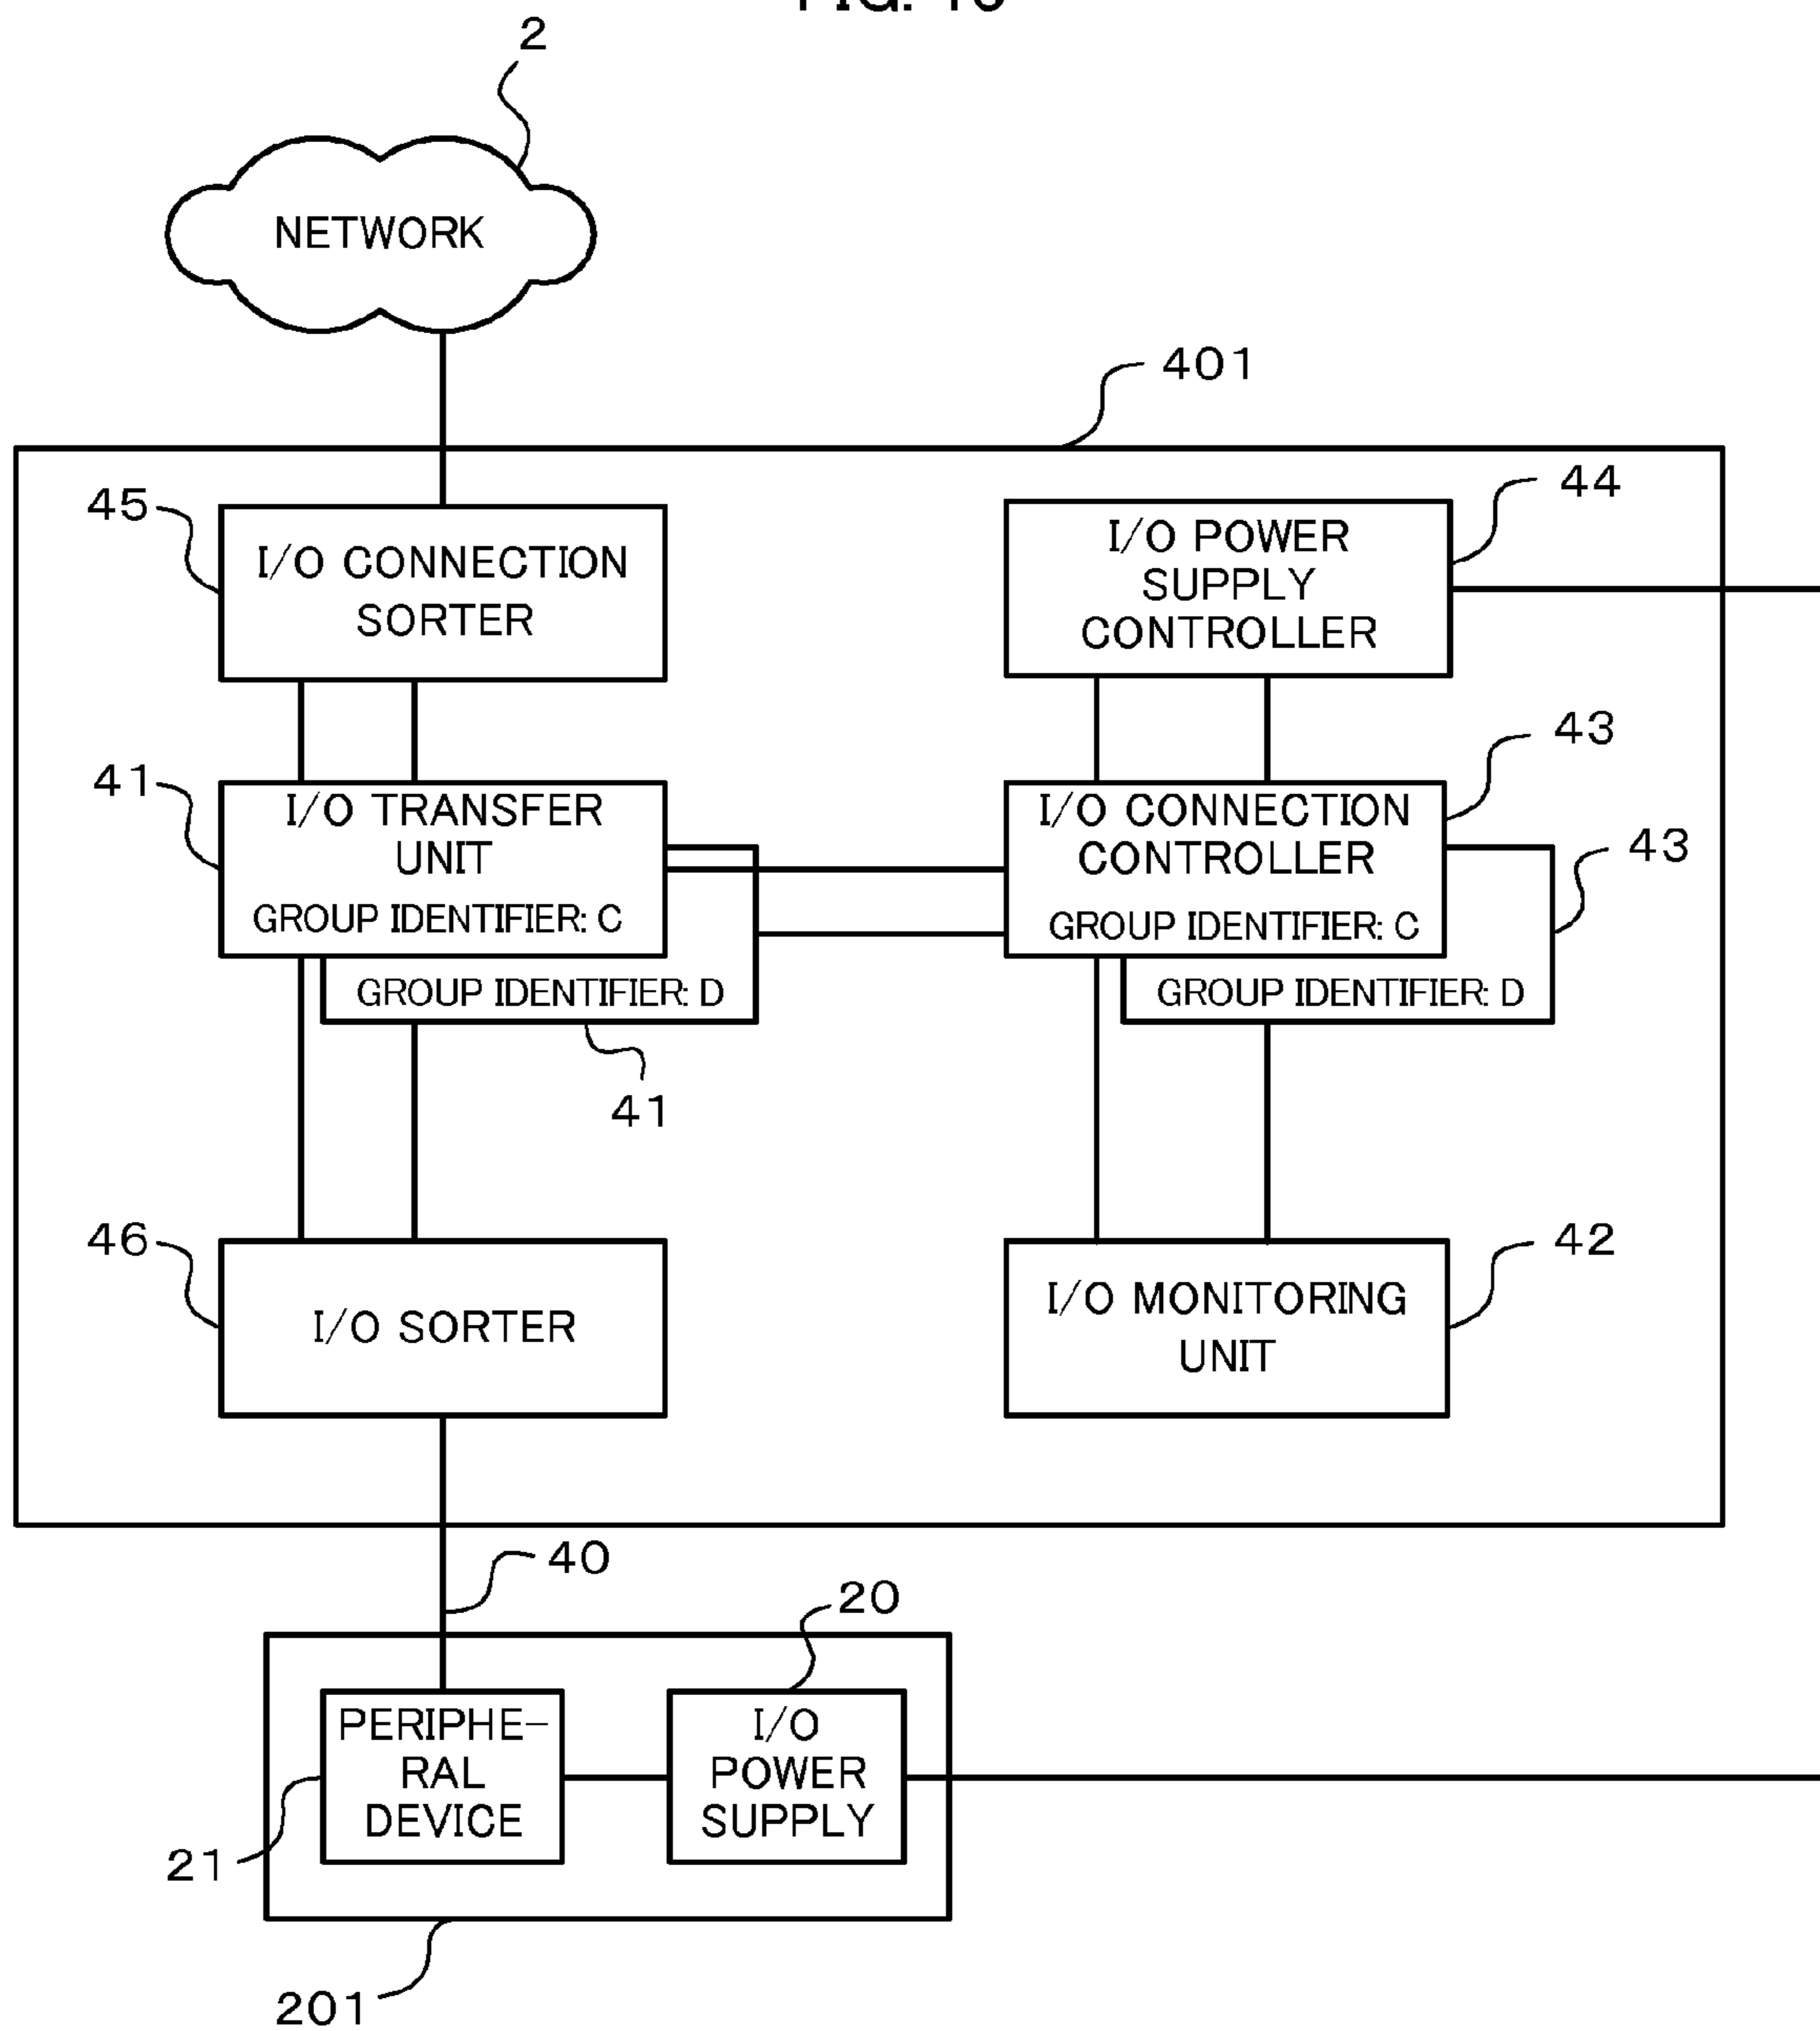 2
NETWORK
401
45
I/O CONNECTION
SORTER
44
I/O POWER
SUPPLY
CONTROLLER
41
I/O TRANSFER
UNIT
GROUP IDENTIFIER: C
GROUP IDENTIFIER: D
41
43
I/O CONNECTION
CONTROLLER
GROUP IDENTIFIER: C
43
GROUP IDENTIFIER: D
46
I/O SORTER
42
I/O MONITORING
UNIT
40
20
PERIPHE-
RAL
DEVICE
I/O
POWER
SUPPLY
21
201